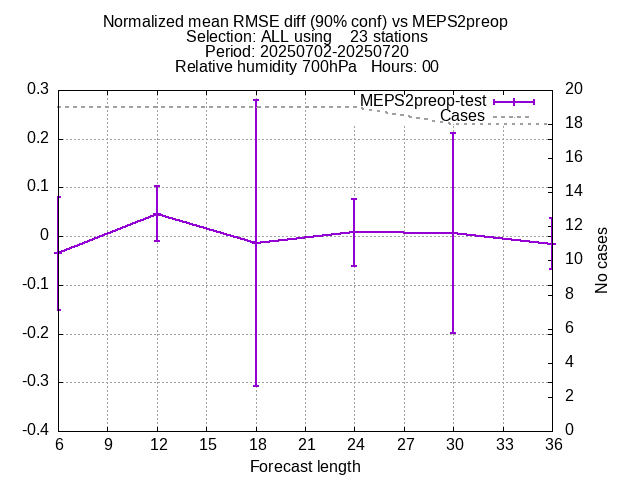 Normalized mean RMSE diff (90% conf) vs MEPS2preop
Selection: ALL using    23 stations
Period: 20250702-20250720
Relative humidity 700hPa   Hours: 00
0.3
0.2
0.1
0
-0.1
-0.2
-0.3
-0.4
MEPS2preop-test
Cases
20
18
16
14
12
10
8
6
4
2
0
No cases
6 9 12 15 18 21 24 27 30 33 36
Forecast length